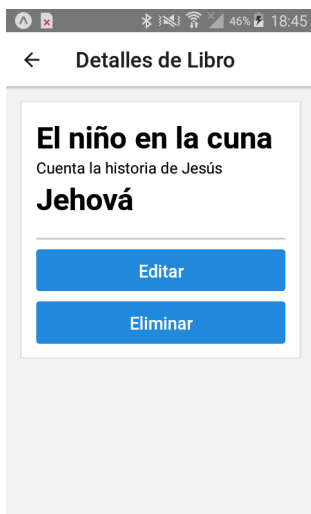 46% 18:45
Detalles de Libro
El niño en la cuna
Cuenta la historia de Jesús
Jehová
Editar
Eliminar